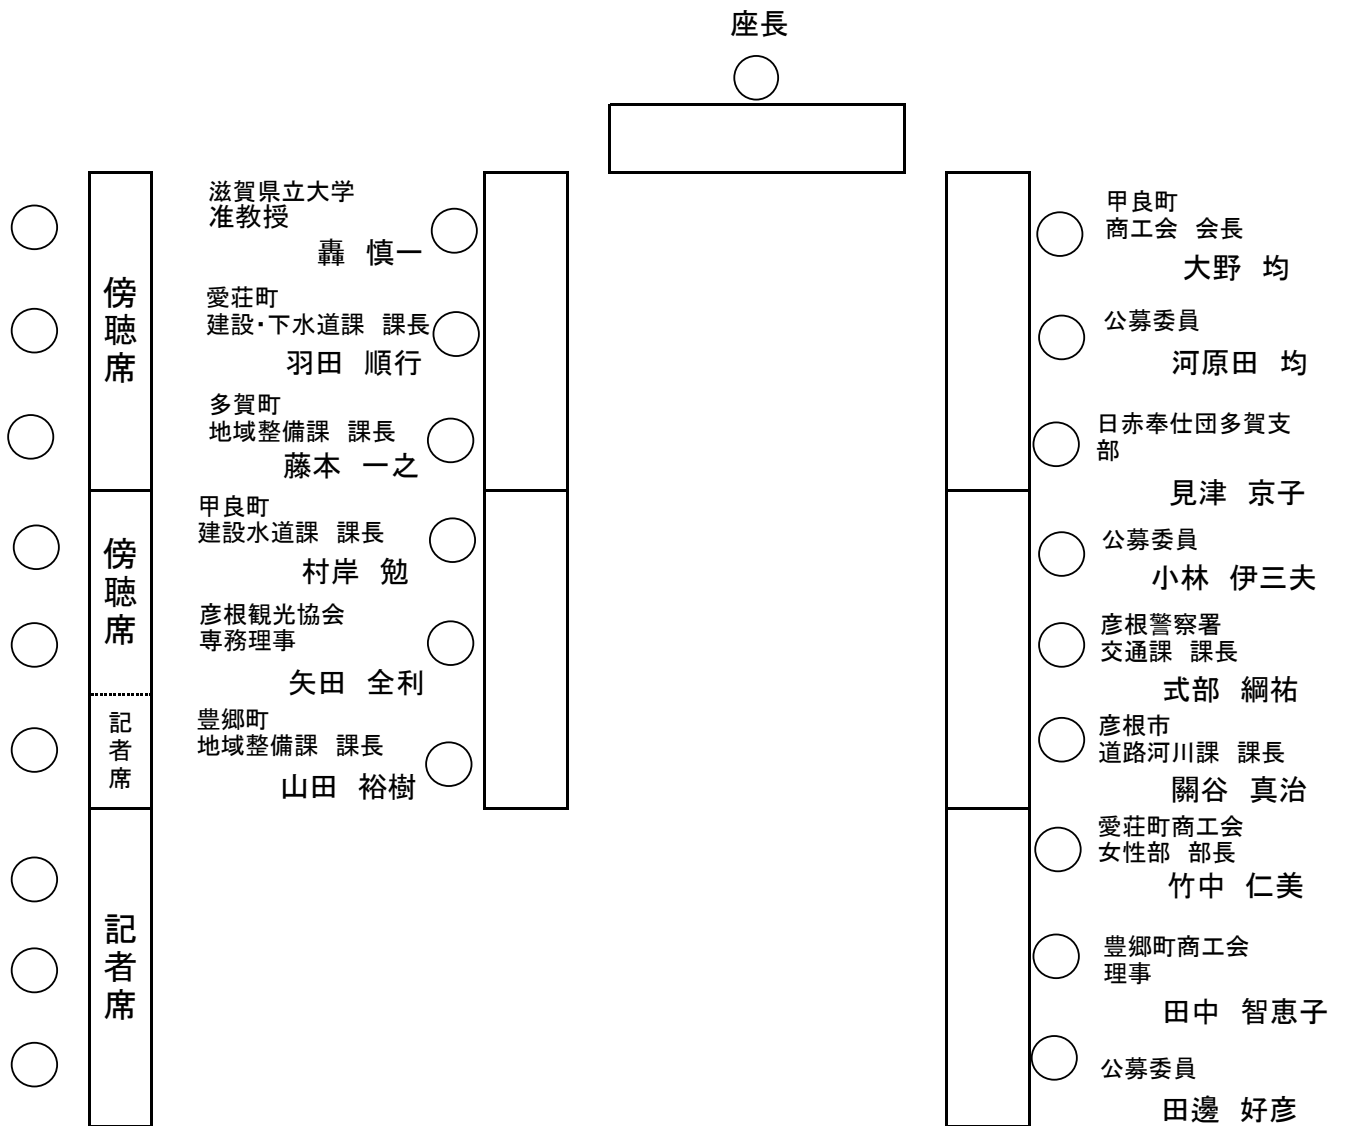 座長
傍聴席
傍聴席
記者席
記者席
滋賀県立大学
准教授
轟　慎一
愛荘町
建設・下水道課　課長
羽田　順行
多賀町
地域整備課　課長
藤本　一之
甲良町
建設水道課　課長
村岸　勉
彦根観光協会
専務理事
矢田　全利
豊郷町
地域整備課　課長
山田　裕樹
甲良町
商工会　会長
大野　均
公募委員
河原田　均
日赤奉仕団多賀支
部
見津　京子
公募委員
小林　伊三夫
彦根警察署
交通課　課長
式部　綱祐
彦根市
道路河川課　課長
關谷　真治
愛荘町商工会
女性部　部長
竹中　仁美
豊郷町商工会
理事
田中　智恵子
公募委員
田邊　好彦